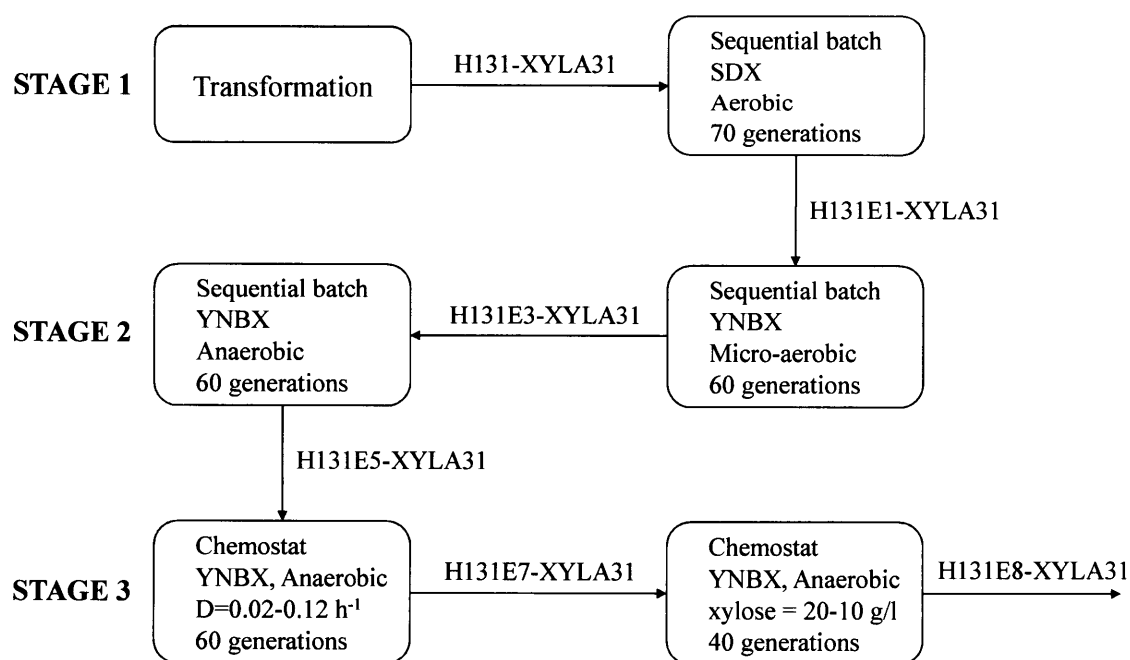 STAGE 1
Transformation
H131-XYLA31
Sequential batch
SDX
Aerobic
70 generations
H131E1-XYLA31
STAGE 2
Sequential batch
YNBX
Anaerobic
60 generations
H131E3-XYLA31
Sequential batch
YNBX
Micro-aerobic
60 generations
H131E5-XYLA31
STAGE 3
Chemostat
YNBX, Anaerobic
D=0.02-0.12 h⁻¹
60 generations
H131E7-XYLA31
Chemostat
YNBX, Anaerobic
xylose = 20-10 g/l
40 generations
H131E8-XYLA31